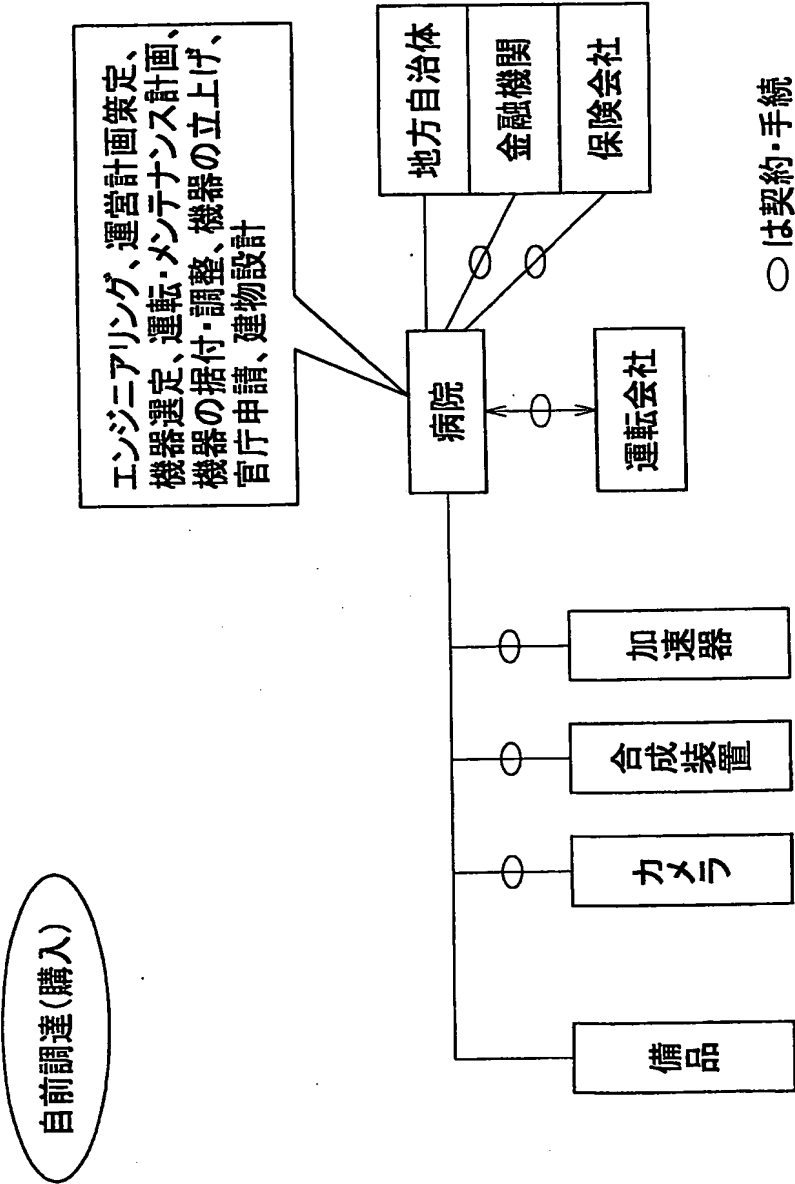 自前調達(購入)
エンジニアリング、運営計画策定、
機器選定、運転・メンテナンス計画、
機器の据付・調整、機器の立上げ、
官庁申請、建物設計
病院
地方自治体
金融機関
保険会社
運転会社
備品
カメラ
合成装置
加速器
○は契約・手続